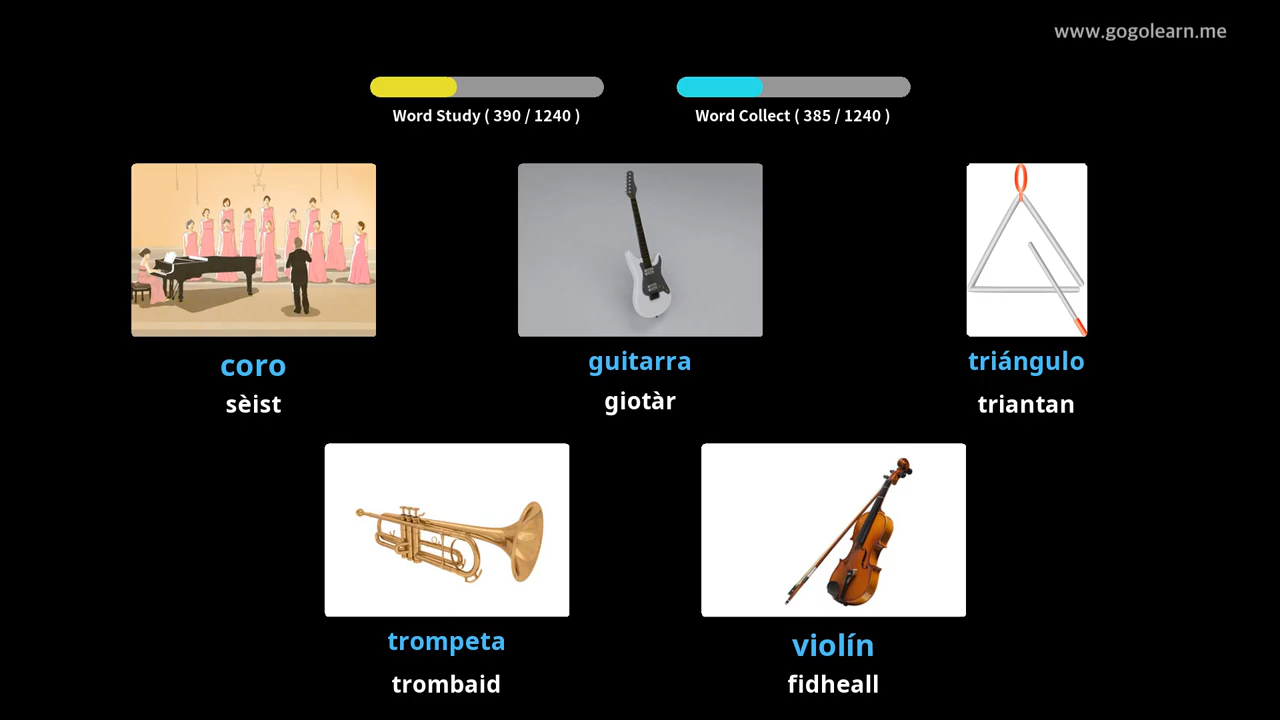 www.gogolearn.me
Word Study ( 390 / 1240 )
Word Collect ( 385 / 1240 )
coro
sèist
guitarra
giotàr
triángulo
triantan
trompeta
trombaid
violín
fidheall